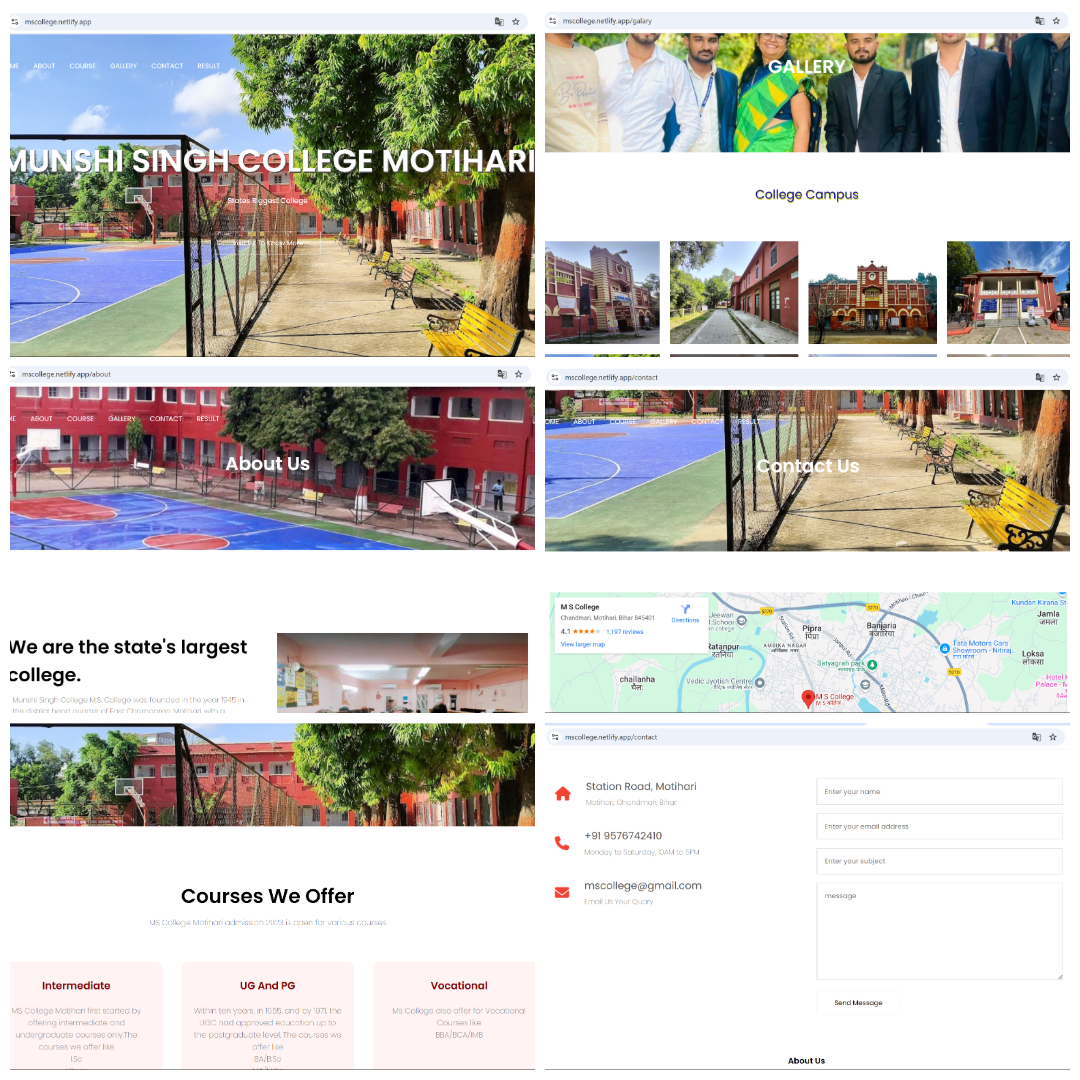 mscollege.netlify.app
ME ABOUT COURSE GALLERY CONTACT RESULT
MUNSHI SINGH COLLEGE MOTIHARI
States Biggest College
To Know More
mscollege.netlify.app/galary
GALLERY
College Campus
mscollege.netlify.app/about
ME ABOUT COURSE GALLERY CONTACT RESULT
About Us
We are the state's largest
college.
Munshi Singh College M.S. College was founded in the year 1945 in
the district head quarter of East Champaran, Motihari with a
mscollege.netlify.app/contact
OME ABOUT COURSE GALLERY CONTACT RESULT
Contact Us
M S College
Chandmari, Motihari, Bihar 845401
4.1 1,197 reviews
View larger map
Directions
Pipra
पिप्रा
Banjaria
बंजारिया
AMBIKA NAGAR
Ratanpur
रतनिया
Satyagrah park
chailanha
Vedic Jyotish Centre
M S College
Tata Motors Cars
Showroom - Nitiraj...
Jamla
जमला
Loksa
लोकसा
Kundan Kirana St
Hotel
Palace - M
Courses We Offer
MS College Motihari admission 2023 is open for various courses
Intermediate
MS College Motihari first started by
offering intermediate and
undergraduate courses only.The
courses we offer like
I.Sc
UG And PG
Within ten years, in 1955, and by 1971, the
UGC had approved education up to
the postgraduate level. The courses we
offer like
BA/B.Sc
Vocational
Ms College also offer for Vocational
Courses like
BBA/BCA/IMB
mscollege.netlify.app/contact
Station Road, Motihari
Motihari, Chandmari, Bihar
+91 9576742410
Monday to Saturday, 10AM to 5PM
mscollege@gmail.com
Email Us Your Quary
Enter your name
Enter your email address
Enter your subject
message
Send Message
About Us